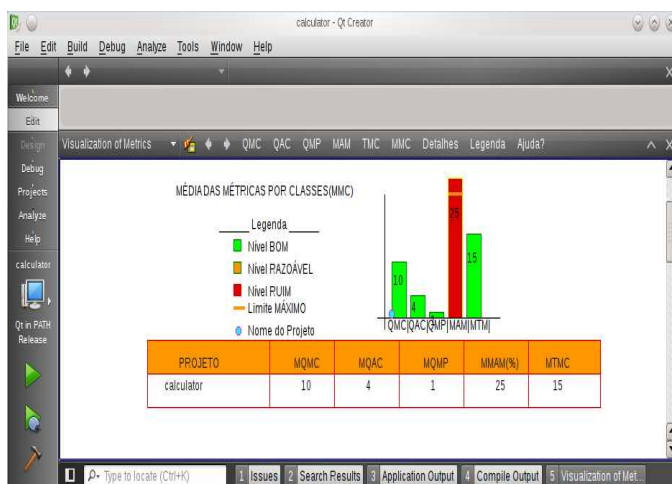 calculator - Qt Creator
File Edit Build Debug Analyze Tools Window Help
Welcome
Edit
Design
Debug
Projects
Analyze
Help
calculator
Qt in PATH
Release
Visualization of Metrics QMC QAC QMP MAM TMC MMC Detalhes Legenda Ajuda?
MÉDIA DAS MÉTRICAS POR CLASSES(MMC)
Legenda
Nível BOM
Nível RAZOÁVEL
Nível RUIM
Limite MÁXIMO
Nome do Projeto
10 4 1 25 15
QMC|QAC|QMP|MAM|MTM|
PROJETO MQMC MQAC MQMP MMAM(%) MTMC
calculator 10 4 1 25 15
Type to locate (Ctrl+K) 1 Issues 2 Search Results 3 Application Output 4 Compile Output 5 Visualization of Met...